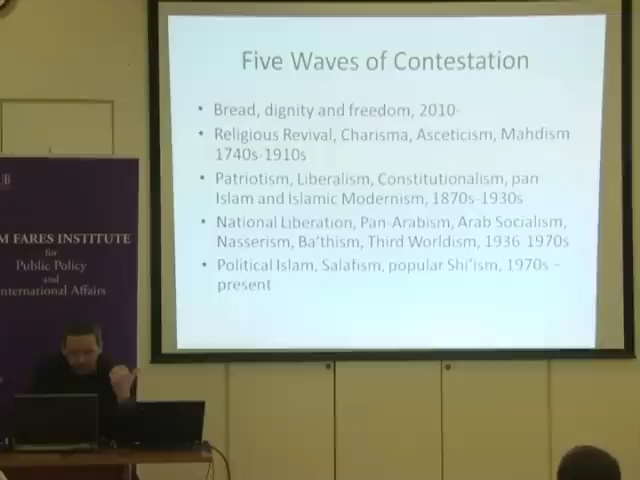 Five Waves of Contestation
• Bread, dignity and freedom, 2010-
• Religious Revival, Charisma, Asceticism, Mahdism
1740s-1910s
• Patriotism, Liberalism, Constitutionalism, pan-
Islam and Islamic Modernism, 1870s-1930s
• National Liberation, Pan-Arabism, Arab Socialism,
Nasserism, Ba'thism, Third Worldism, 1936-1970s
• Political Islam, Salafism, popular Shi'ism, 1970s –
present
UB
M FARES INSTITUTE
for
Public Policy
and
nternational Affairs